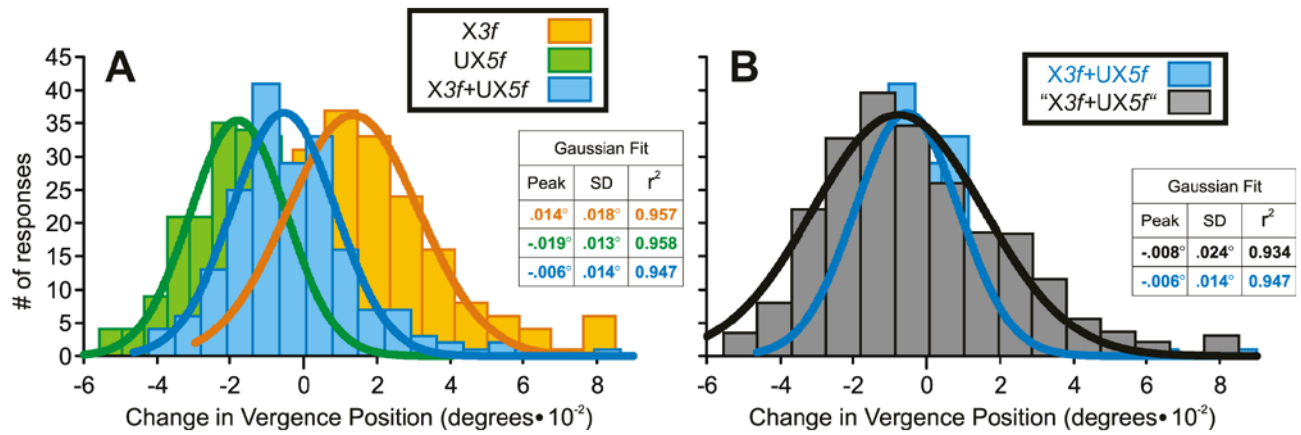 A
X3f
UX5f
X3f+UX5f
45
40
35
30
25
20
15
10
5
0
# of responses
-6 -4 -2 0 2 4 6 8
Change in Vergence Position (degrees• 10-2)
Gaussian Fit
Peak SD r2
.014° .018° 0.957
-.019° .013° 0.958
-.006° .014° 0.947
B
X3f+UX5f
“X3f+UX5f“
-6 -4 -2 0 2 4 6 8
Change in Vergence Position (degrees• 10-2)
Gaussian Fit
Peak SD r2
-.008° .024° 0.934
-.006° .014° 0.947